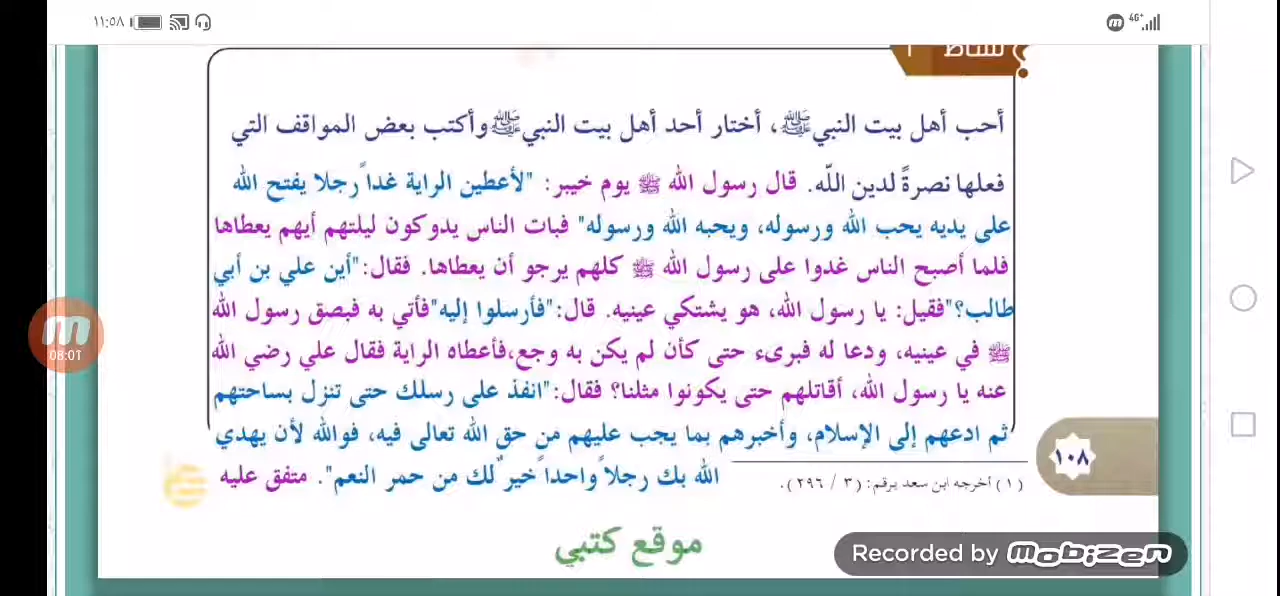 ١١:٥٨
4G+
نشاط ١
أحب أهل بيت النبي ﷺ، أختار أحد أهل بيت النبي ﷺ وأكتب بعض المواقف التي
فعلها نصرةً لدين اللّه. قال رسول الله ﷺ يوم خيبر: "لأعطين الراية غداً رجلا يفتح الله
على يديه يحب الله ورسوله، ويحبه الله ورسوله" فبات الناس يدوكون ليلتهم أيهم يعطاها
فلما أصبح الناس غدوا على رسول الله ﷺ كلهم يرجو أن يعطاها. فقال:"أين علي بن أبي
طالب؟"فقيل: يا رسول الله، هو يشتكي عينيه. قال:"فأرسلوا إليه"فأتي به فبصق رسول الله
ﷺ في عينيه، ودعا له فبرىء حتى كأن لم يكن به وجع،فأعطاه الراية فقال علي رضي الله
عنه يا رسول الله، أقاتلهم حتى يكونوا مثلنا؟ فقال:"انفذ على رسلك حتى تنزل بساحتهم
ثم ادعهم إلى الإسلام، وأخبرهم بما يجب عليهم من حق الله تعالى فيه، فوالله لأن يهدي
الله بك رجلاً واحداً خيرٌ لك من حمر النعم". متفق عليه
(١) أخرجه ابن سعد برقم: (٣ / ٢٩٦).
١٠٨
موقع كتبي
08:01
Recorded by mobizen